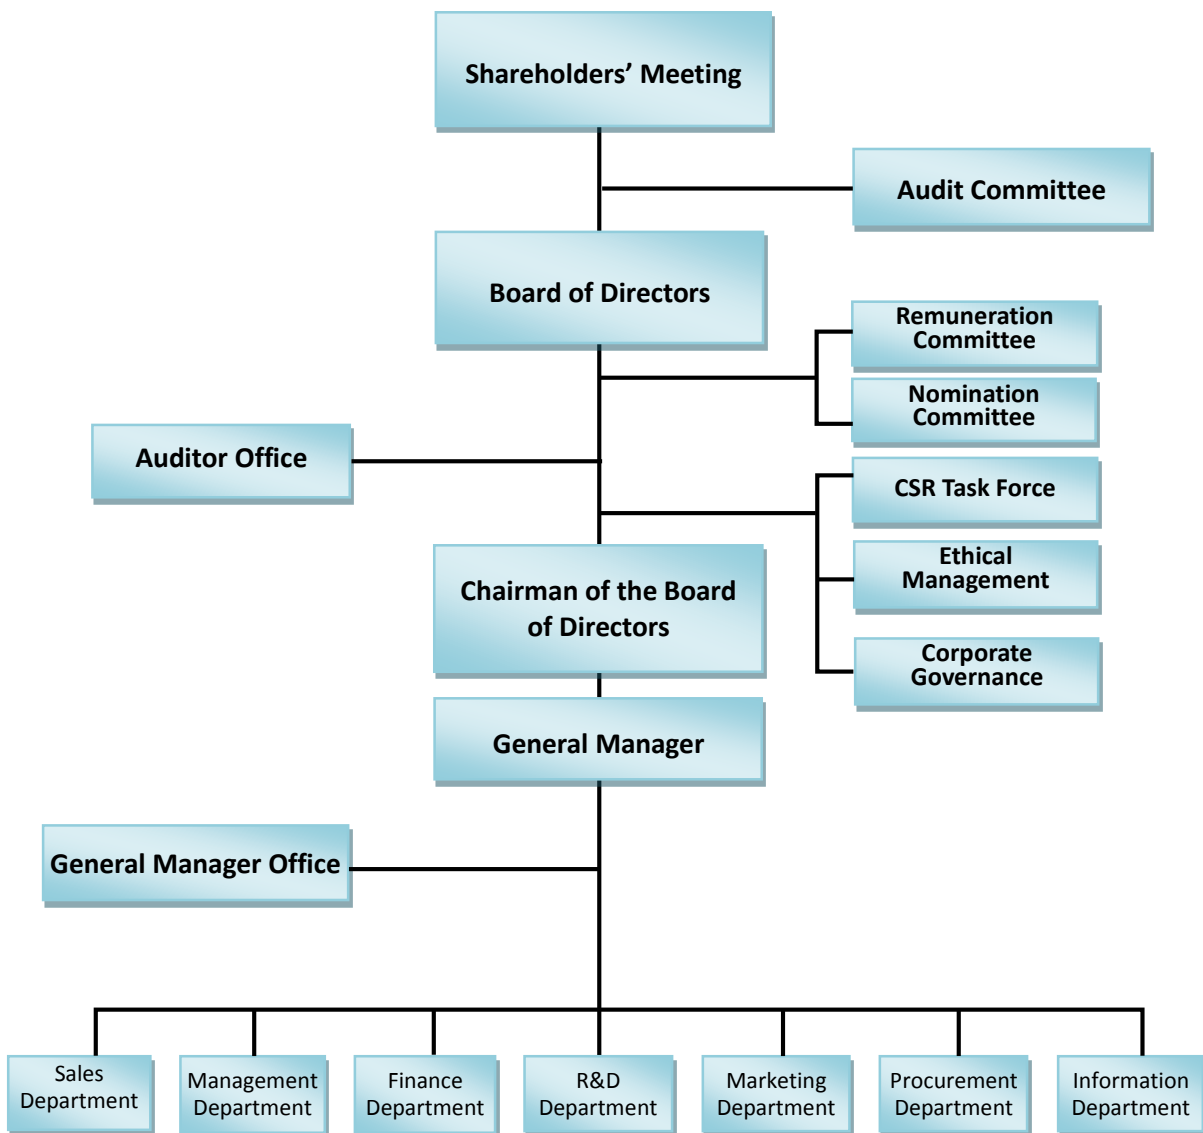 Shareholders’ Meeting
Audit Committee
Board of Directors
Remuneration
Committee
Nomination
Committee
Auditor Office
CSR Task Force
Chairman of the Board
of Directors
Ethical
Management
Corporate
Governance
General Manager
General Manager Office
Sales
Department
Management
Department
Finance
Department
R&D
Department
Marketing
Department
Procurement
Department
Information
Department